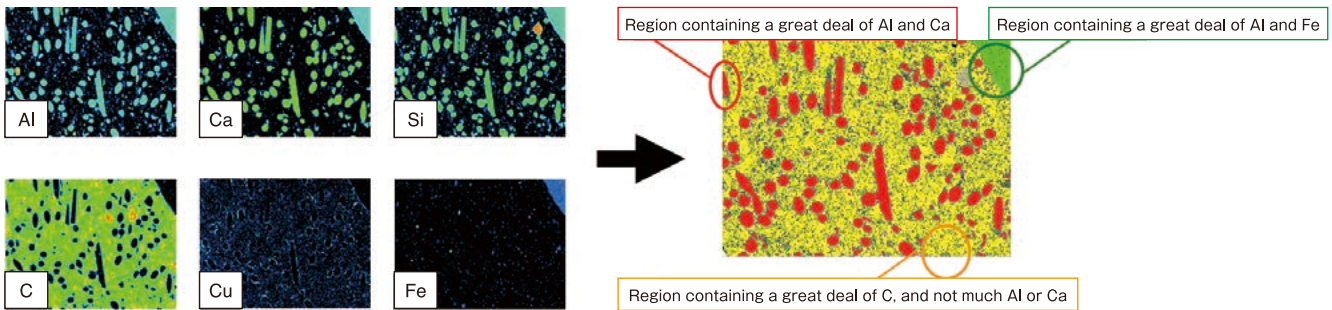 Al
Ca
Si
C
Cu
Fe
Region containing a great deal of Al and Ca
Region containing a great deal of Al and Fe
Region containing a great deal of C, and not much Al or Ca